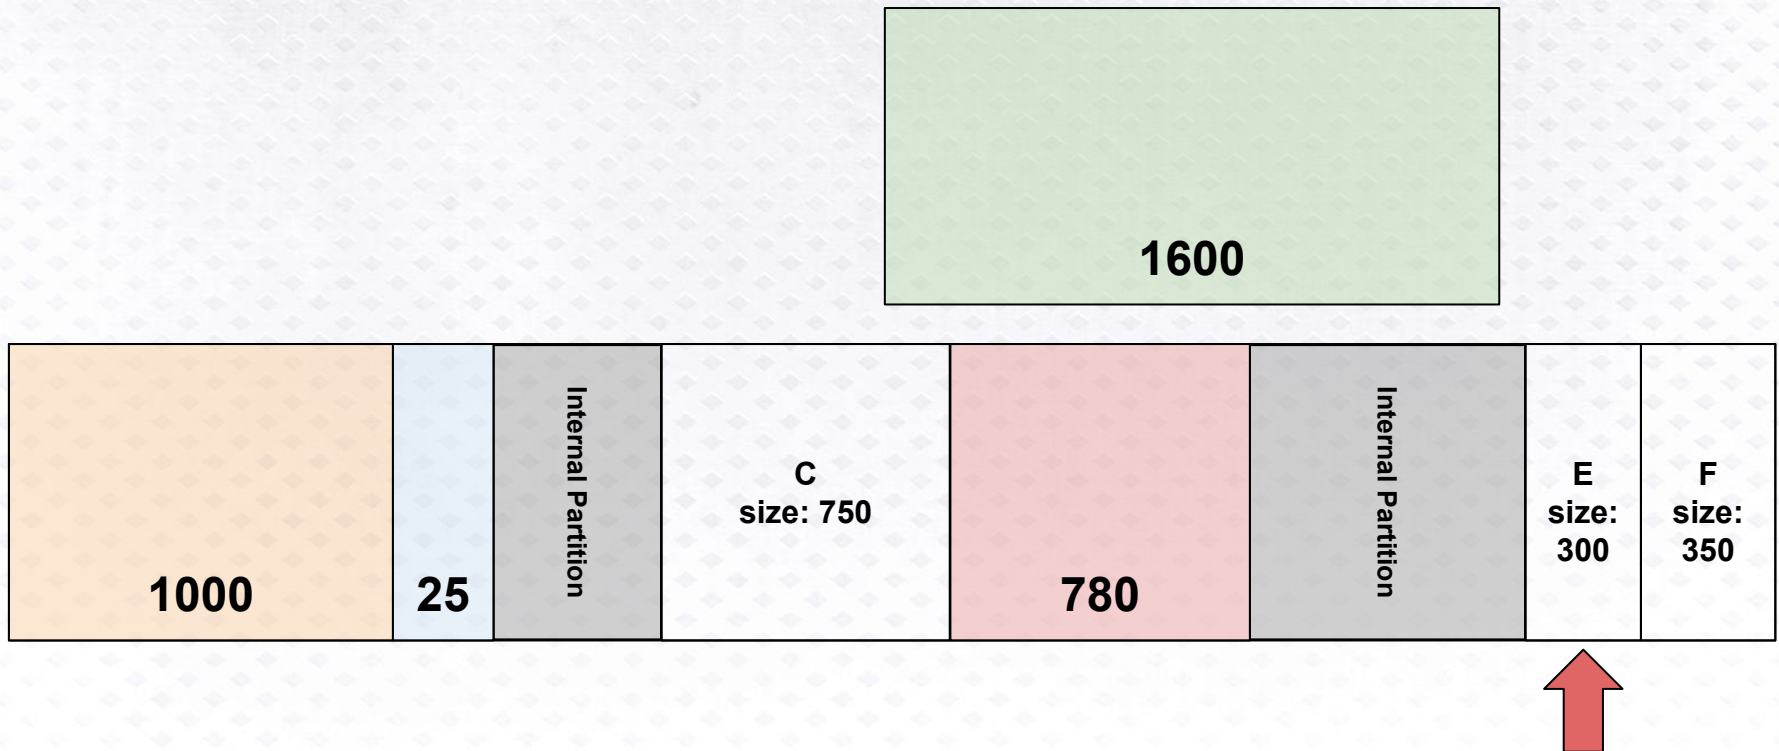 1600
1000
25
Internal Partition
C
size: 750
780
Internal Partition
E
size:
300
F
size:
350